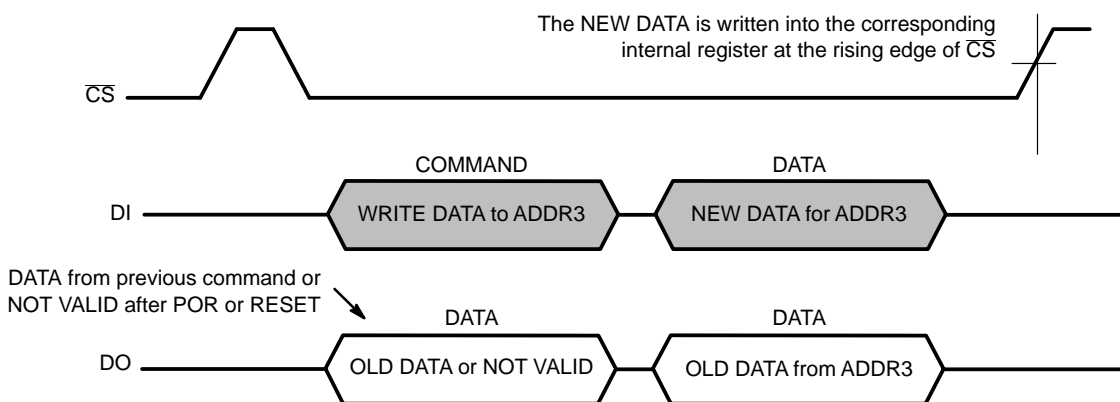 The NEW DATA is written into the corresponding
internal register at the rising edge of C̅S̅
C̅S̅
COMMAND
DATA
DI
WRITE DATA to ADDR3
NEW DATA for ADDR3
DATA from previous command or
NOT VALID after POR or RESET
DATA
DATA
DO
OLD DATA or NOT VALID
OLD DATA from ADDR3